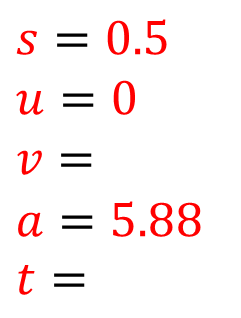 s = 0.5
u = 0
v =
a = 5.88
t =